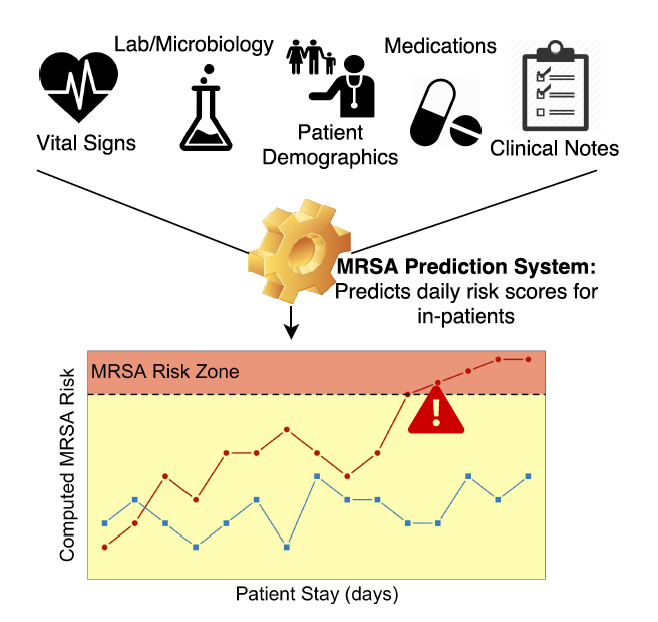 Lab/Microbiology
Medications
Vital Signs
Patient
Demographics
Clinical Notes
MRSA Prediction System:
Predicts daily risk scores for
in-patients
MRSA Risk Zone
!
Computed MRSA Risk
Patient Stay (days)